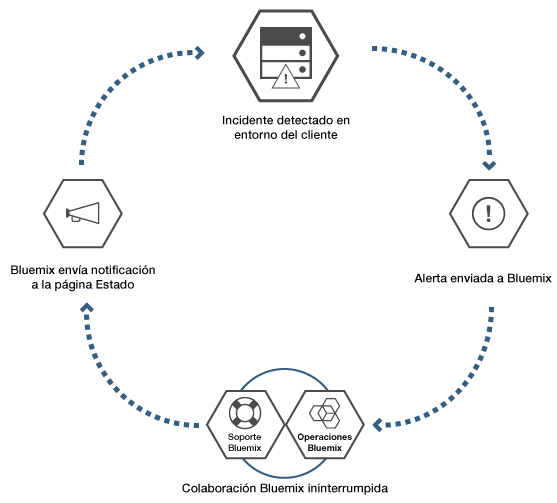 Incidente detectado en
entorno del cliente
Alerta enviada a Bluemix
Bluemix envía notificación
a la página Estado
Soporte
Bluemix
Operaciones
Bluemix
Colaboración Bluemix ininterrumpida